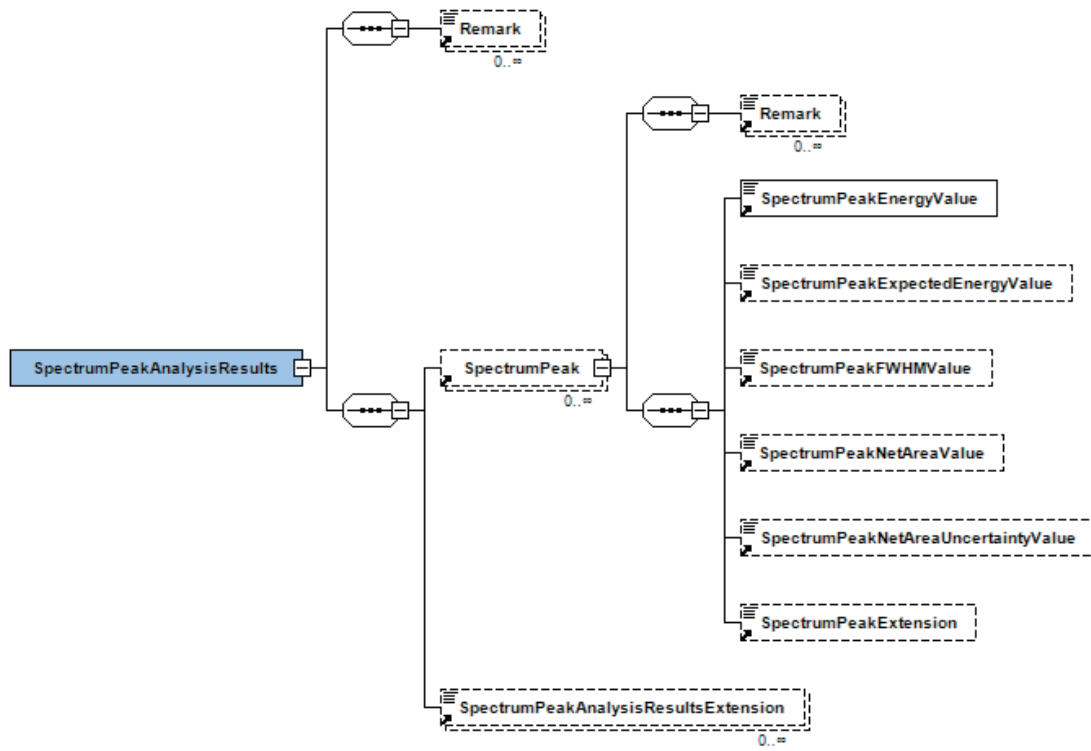 Remark
0..∞
Remark
0..∞
SpectrumPeakEnergyValue
SpectrumPeakExpectedEnergyValue
SpectrumPeakAnalysisResults
SpectrumPeak
0..∞
SpectrumPeakFWHMValue
SpectrumPeakNetAreaValue
SpectrumPeakNetAreaUncertaintyValue
SpectrumPeakExtension
SpectrumPeakAnalysisResultsExtension
0..∞